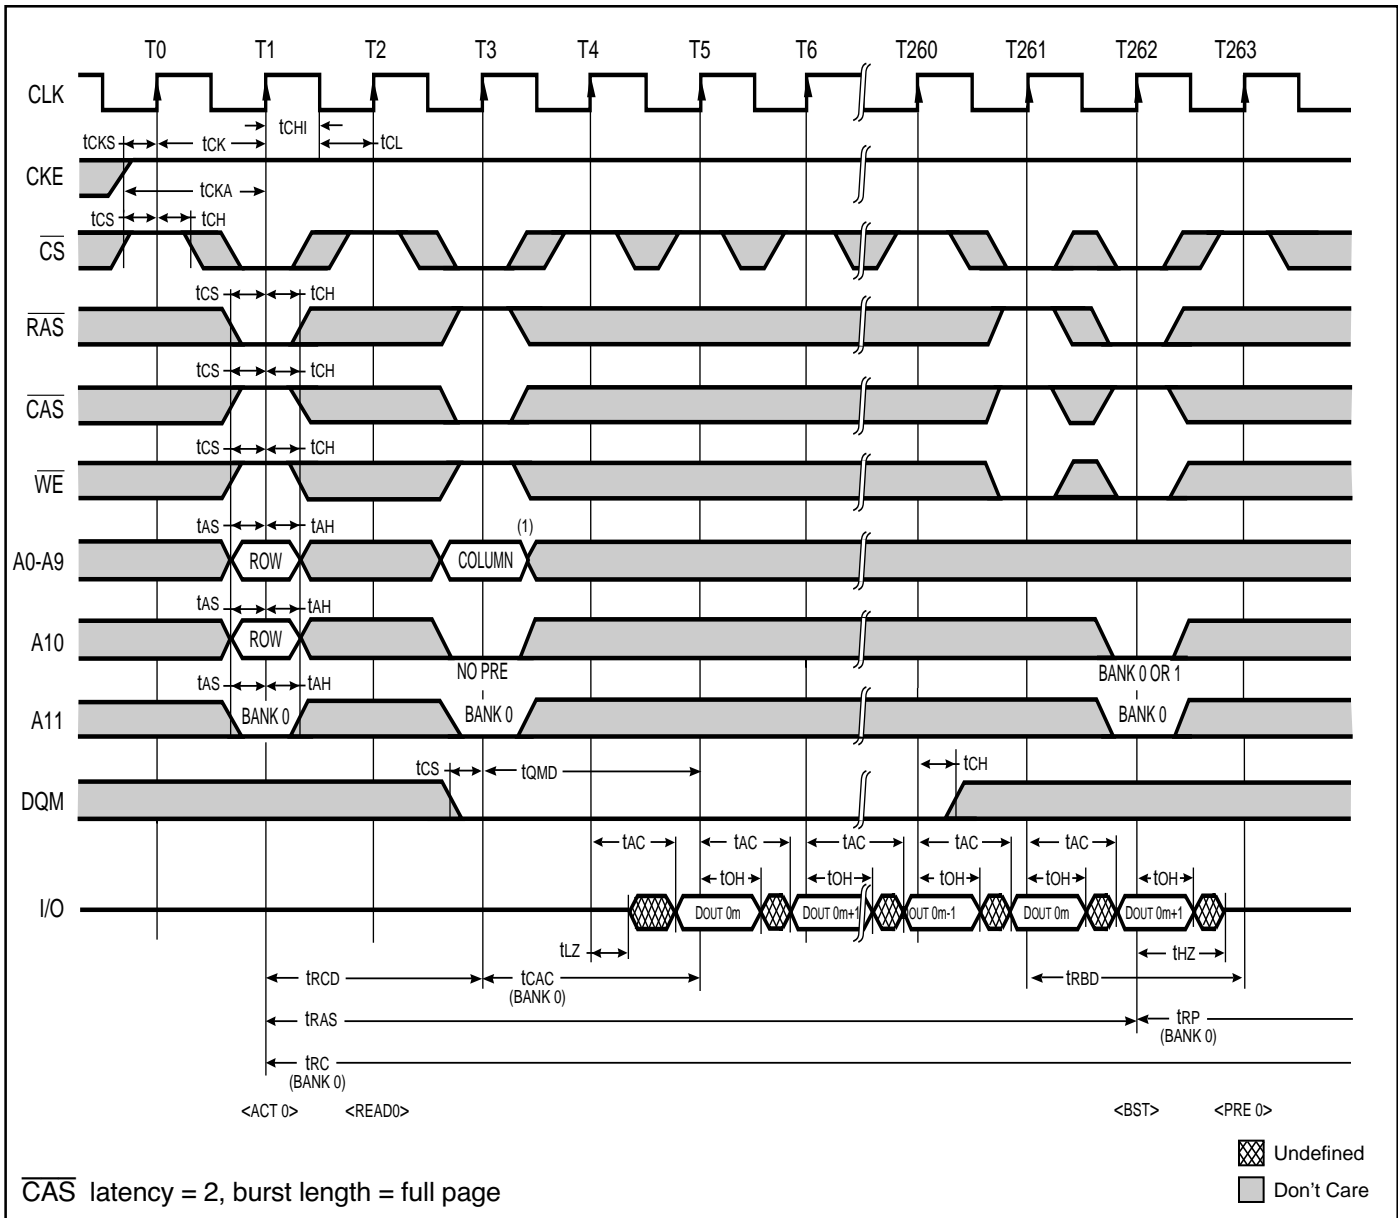 T0 T1 T2 T3 T4 T5 T6 T260 T261 T262 T263
CLK
tCHI
tCKS tCK tCL
CKE
tCKA
tCS tCH
CS
tCS tCH
RAS
tCS tCH
CAS
tCS tCH
WE
tAS tAH (1)
A0-A9 ROW COLUMN
tAS tAH
A10 ROW
NO PRE BANK 0 OR 1
tAS tAH
A11 BANK 0 BANK 0 BANK 0
tCS tQMD tCH
DQM
tAC tAC tAC tAC tAC
tOH tOH tOH tOH tOH
I/O DOUT 0m DOUT 0m+1 OUT 0m-1 DOUT 0m DOUT 0m+1
tLZ tHZ
tRCD tCAC tRBD
(BANK 0)
tRAS tRP
(BANK 0)
tRC
(BANK 0)
<ACT 0> <READ0> <BST> <PRE 0>
Undefined
Don't Care
CAS latency = 2, burst length = full page